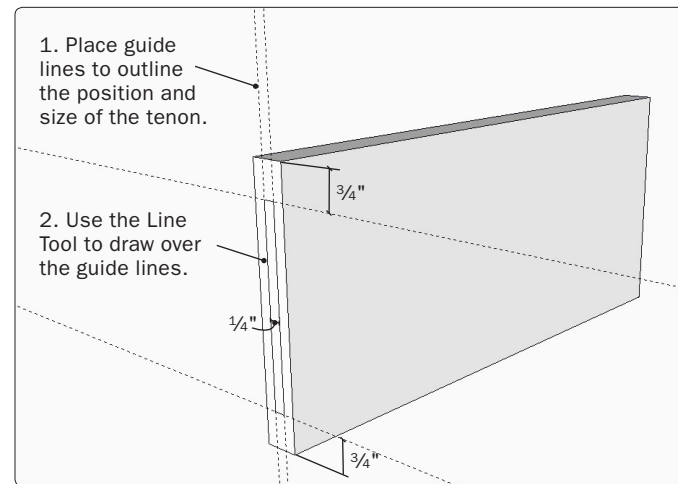 1. Place guide
lines to outline
the position and
size of the tenon.
¾"
2. Use the Line
Tool to draw over
the guide lines.
¼"
¾"